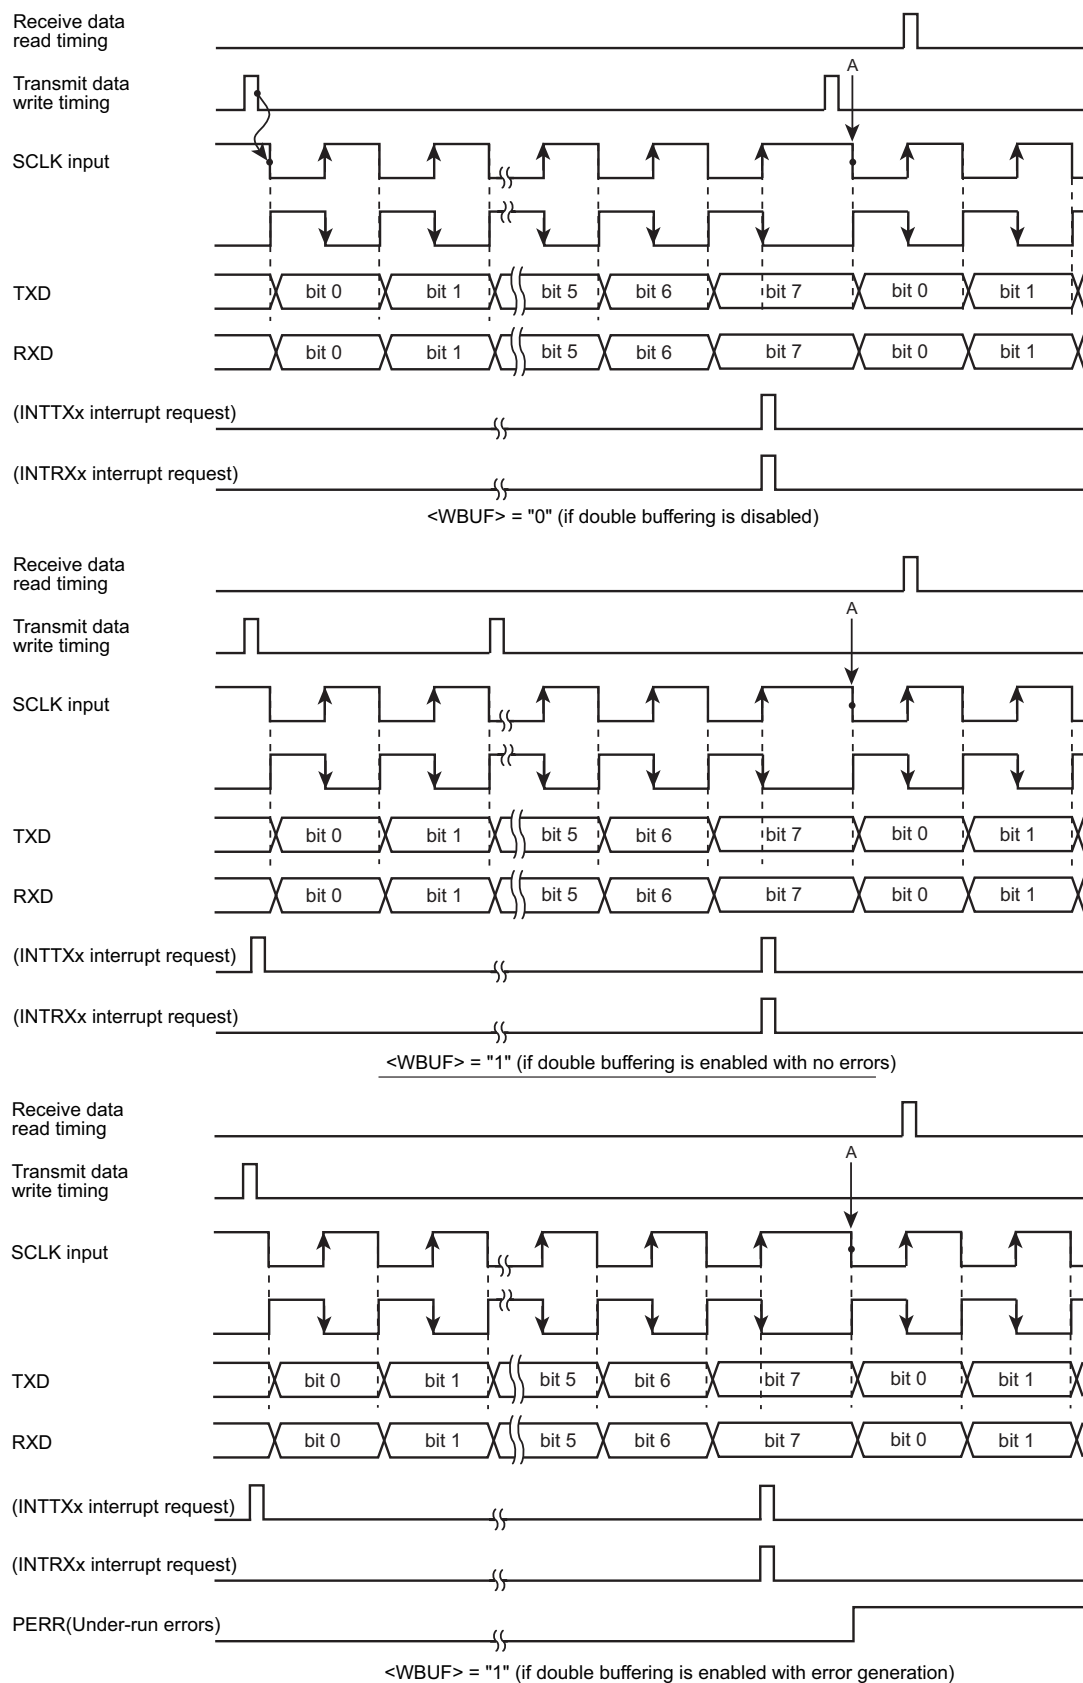 Receive data
read timing
Transmit data
write timing
A
SCLK input
TXD
bit 0 bit 1 bit 5 bit 6 bit 7 bit 0 bit 1
RXD
bit 0 bit 1 bit 5 bit 6 bit 7 bit 0 bit 1
(INTTXx interrupt request)
(INTRXx interrupt request)
<WBUF> = "0" (if double buffering is disabled)
Receive data
read timing
A
Transmit data
write timing
SCLK input
TXD
bit 0 bit 1 bit 5 bit 6 bit 7 bit 0 bit 1
RXD
bit 0 bit 1 bit 5 bit 6 bit 7 bit 0 bit 1
(INTTXx interrupt request)
(INTRXx interrupt request)
<WBUF> = "1" (if double buffering is enabled with no errors)
Receive data
read timing
A
Transmit data
write timing
SCLK input
TXD
bit 0 bit 1 bit 5 bit 6 bit 7 bit 0 bit 1
RXD
bit 0 bit 1 bit 5 bit 6 bit 7 bit 0 bit 1
(INTTXx interrupt request)
(INTRXx interrupt request)
PERR(Under-run errors)
<WBUF> = "1" (if double buffering is enabled with error generation)